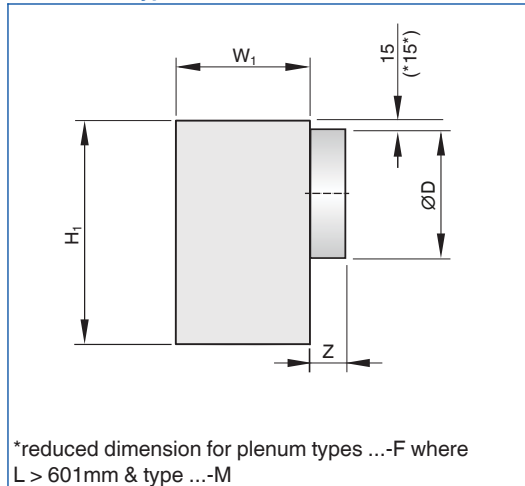 W₁
15
(*15*)
H₁
ØD
Z
*reduced dimension for plenum types ...-F where
L > 601mm & type ...-M